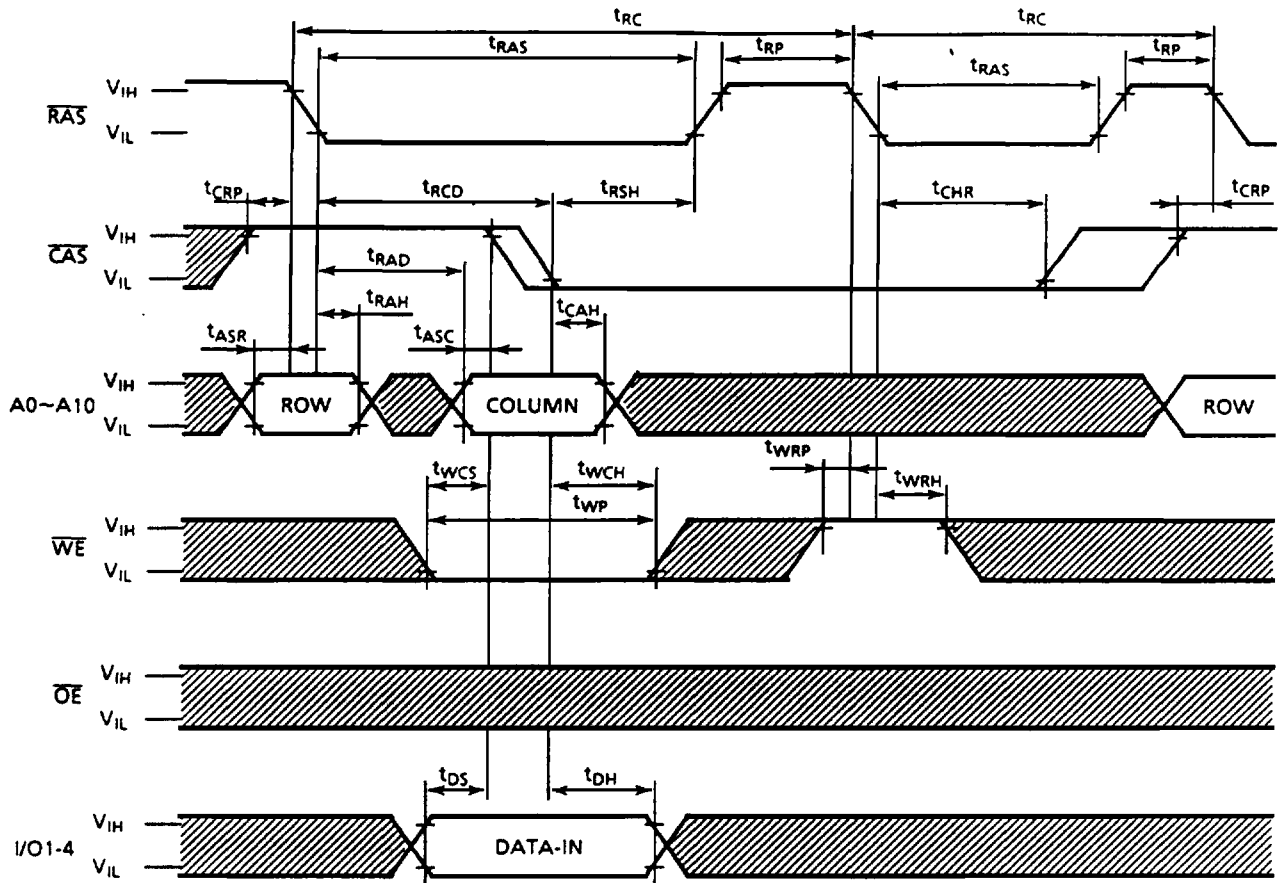 tRC tRC
tRAS tRP tRAS tRP
VIH
RAS
VIL
tCRP tRCD tRSH tCHR tCRP
VIH
CAS
VIL
tRAD
tRAH
tASR tASC tCAH
VIH
A0~A10 ROW COLUMN ROW
VIL
tWRP
tWCS tWCH tWRH
tWP
VIH
WE
VIL
VIH
OE
VIL
tDS tDH
VIH
I/O1-4 DATA-IN
VIL